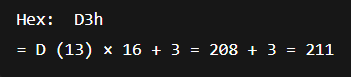 Hex:  D3h
= D (13) × 16 + 3 = 208 + 3 = 211